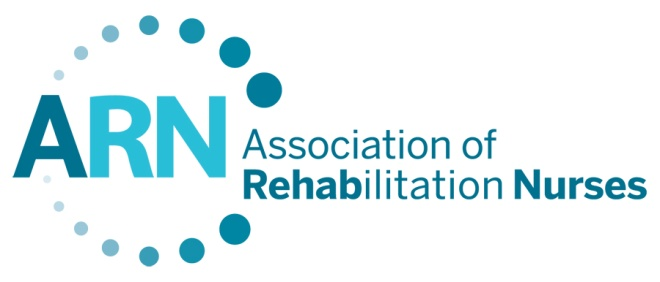 ARN
Association of
Rehabilitation Nurses